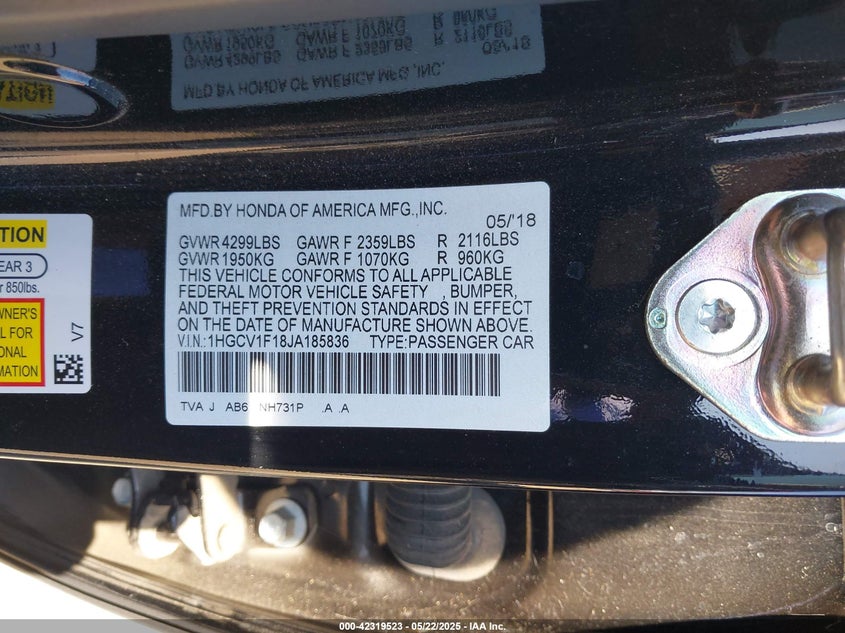 MFD.BY HONDA OF AMERICA MFG.,INC.
05/'18
GVWR 4299LBS GAWR F 2359LBS R 2116LBS
GVWR 1950KG GAWR F 1070KG R 960KG
THIS VEHICLE CONFORMS TO ALL APPLICABLE
FEDERAL MOTOR VEHICLE SAFETY , BUMPER,
AND THEFT PREVENTION STANDARDS IN EFFECT
ON THE DATE OF MANUFACTURE SHOWN ABOVE.
V.I.N.:1HGCV1F18JA185836 TYPE:PASSENGER CAR
TVA J AB6 NH731P .A .A
TION
EAR 3
r 850lbs.
WNER'S
L FOR
ONAL
RMATION
V7
000-42319523 - 05/22/2025 - IAA Inc.